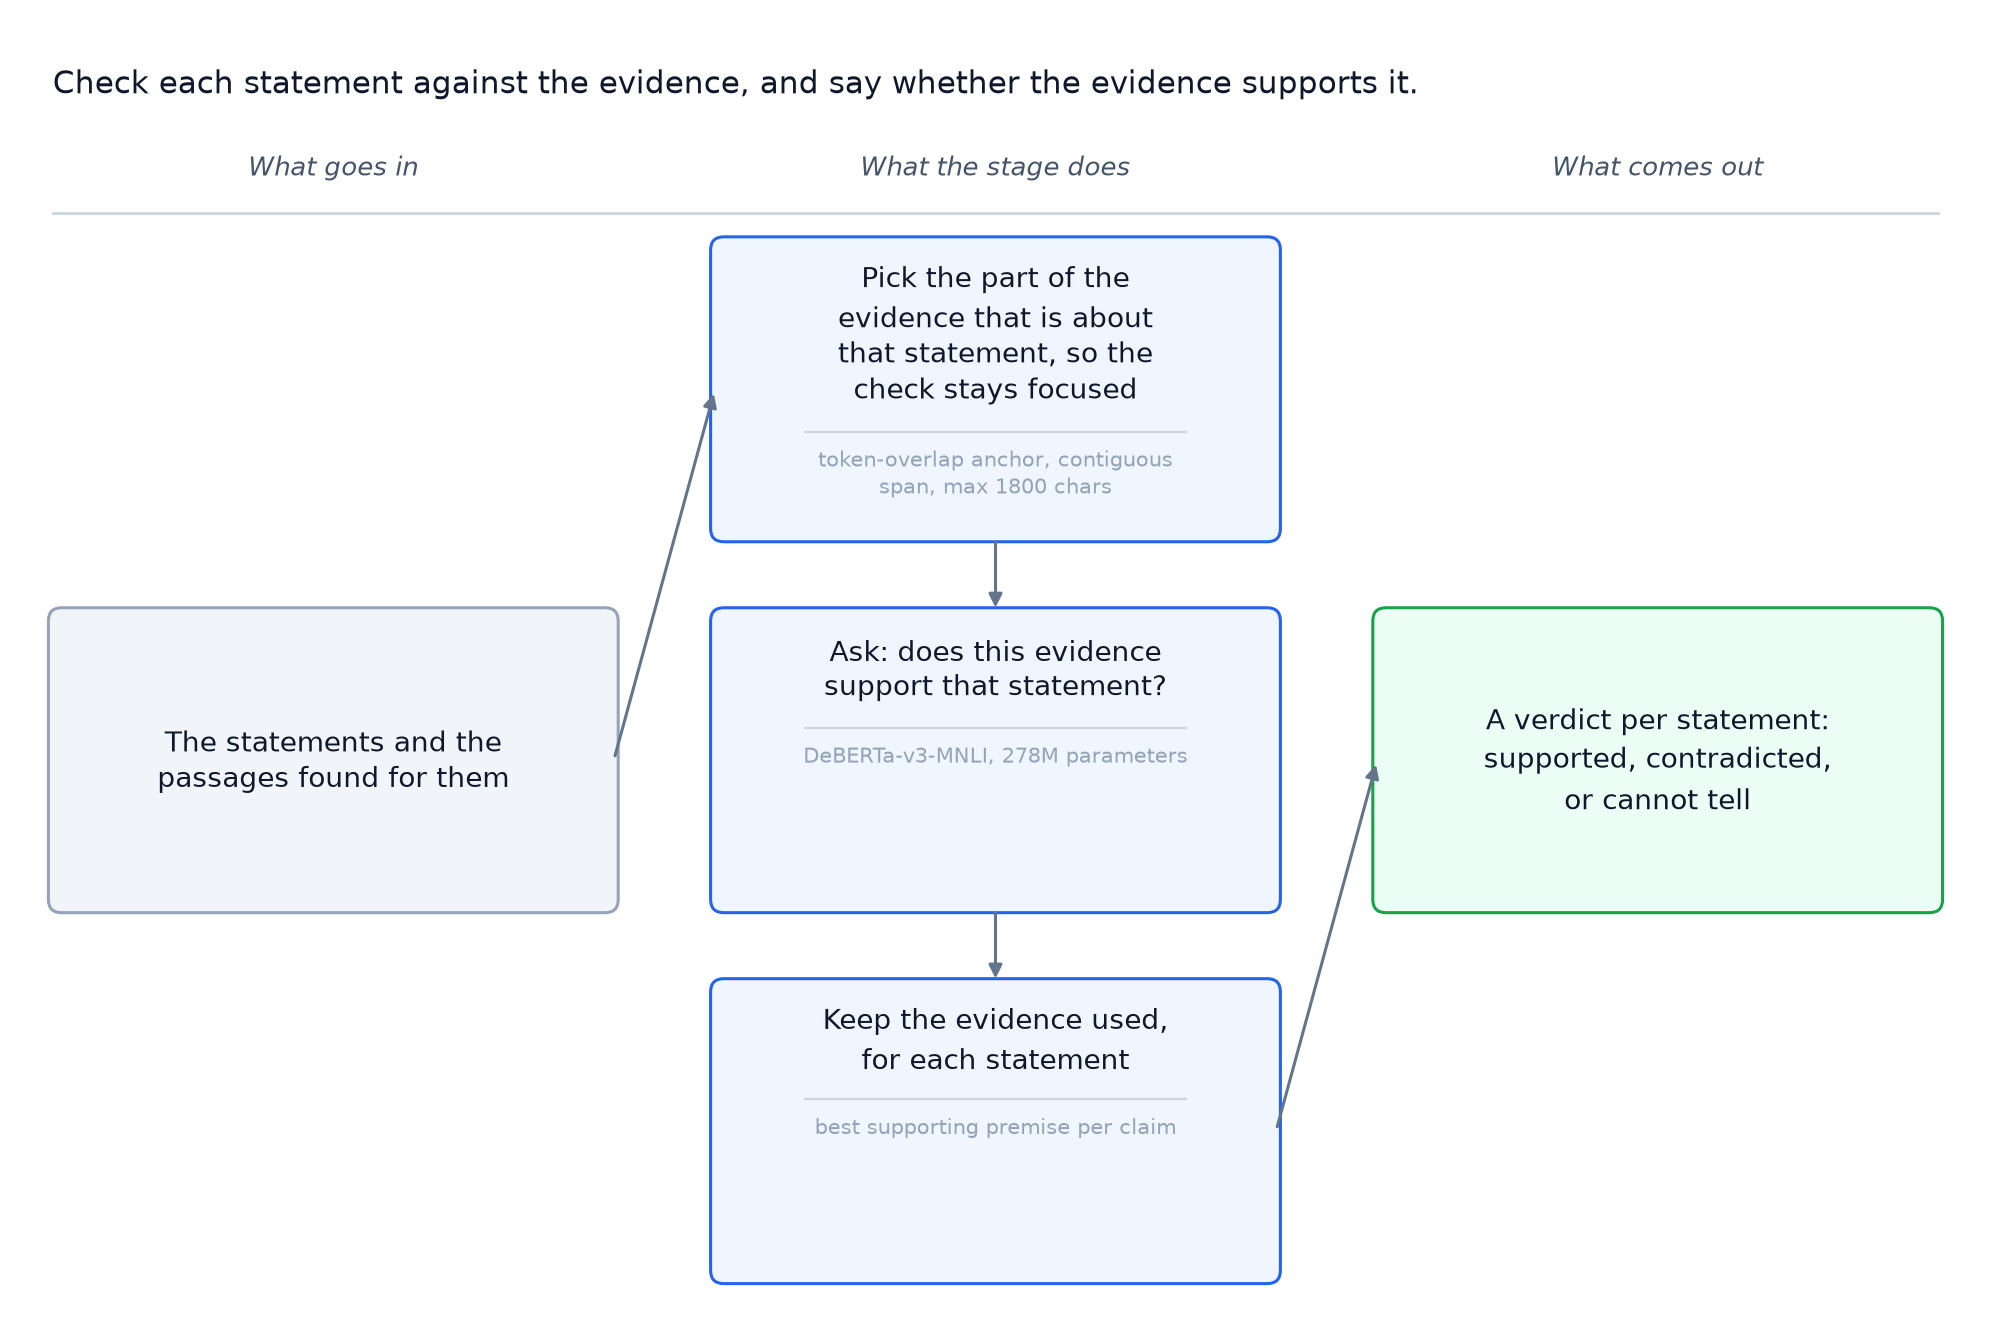 Check each statement against the evidence, and say whether the evidence supports it.
What goes in
What the stage does
What comes out
Pick the part of the
evidence that is about
that statement, so the
check stays focused
token-overlap anchor, contiguous
span, max 1800 chars
The statements and the
passages found for them
Ask: does this evidence
support that statement?
DeBERTa-v3-MNLI, 278M parameters
A verdict per statement:
supported, contradicted,
or cannot tell
Keep the evidence used,
for each statement
best supporting premise per claim